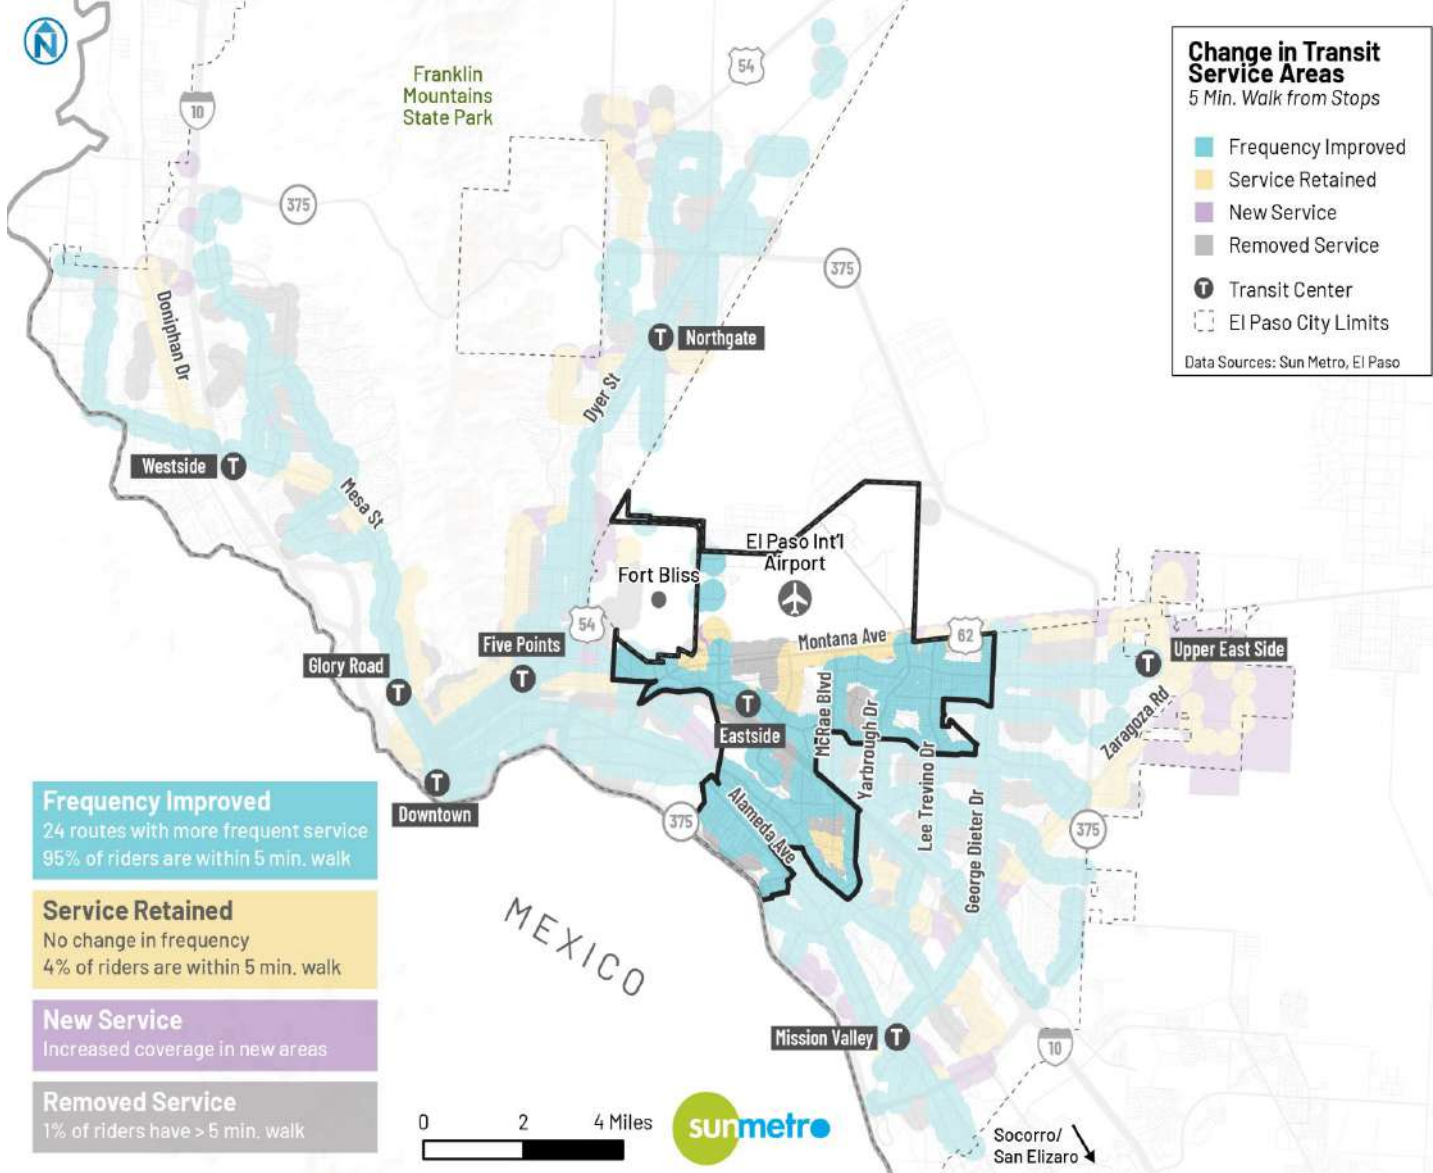 N
54
Change in Transit
Service Areas
5 Min. Walk from Stops
Frequency Improved
Service Retained
New Service
Removed Service
T Transit Center
El Paso City Limits
Data Sources: Sun Metro, El Paso
Franklin
Mountains
State Park
10
375
375
Doniphan Dr
T Northgate
Dyer St
Westside T
Mesa St
El Paso Int'l
Airport
Fort Bliss
54
Five Points
T
Montana Ave
62
Upper East Side
T
Glory Road
T
McRae Blvd
Yarbrough Dr
Zaragoza Rd
T
Eastside
Lee Trevino Dr
George Dieter Dr
T
Downtown
375
Alameda Ave
375
Frequency Improved
24 routes with more frequent service
95% of riders are within 5 min. walk
Service Retained
No change in frequency
4% of riders are within 5 min. walk
New Service
Increased coverage in new areas
Removed Service
1% of riders have > 5 min. walk
MEXICO
Mission Valley T
10
0 2 4 Miles
sunmetro
Socorro/
San Elizaro